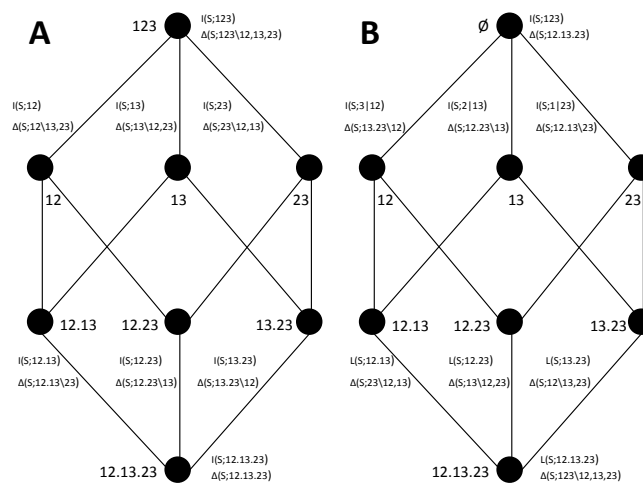 A
123
I(S;123)
Δ(S;123\12,13,23)
I(S;12)
Δ(S;12\13,23)
I(S;13)
Δ(S;13\12,23)
I(S;23)
Δ(S;23\12,13)
12
13
23
12.13
12.23
13.23
I(S;12.13)
Δ(S;12.13\23)
I(S;12.23)
Δ(S;12.23\13)
I(S;13.23)
Δ(S;13.23\12)
12.13.23
I(S;12.13.23)
Δ(S;12.13.23)
B
Ø
I(S;123)
Δ(S;12.13.23)
I(S;3|12)
Δ(S;13.23\12)
I(S;2|13)
Δ(S;12.23\13)
I(S;1|23)
Δ(S;12.13\23)
12
13
23
12.13
12.23
13.23
L(S;12.13)
Δ(S;23\12,13)
L(S;12.23)
Δ(S;13\12,23)
L(S;13.23)
Δ(S;12\13,23)
12.13.23
L(S;12.13.23)
Δ(S;123\12,13,23)